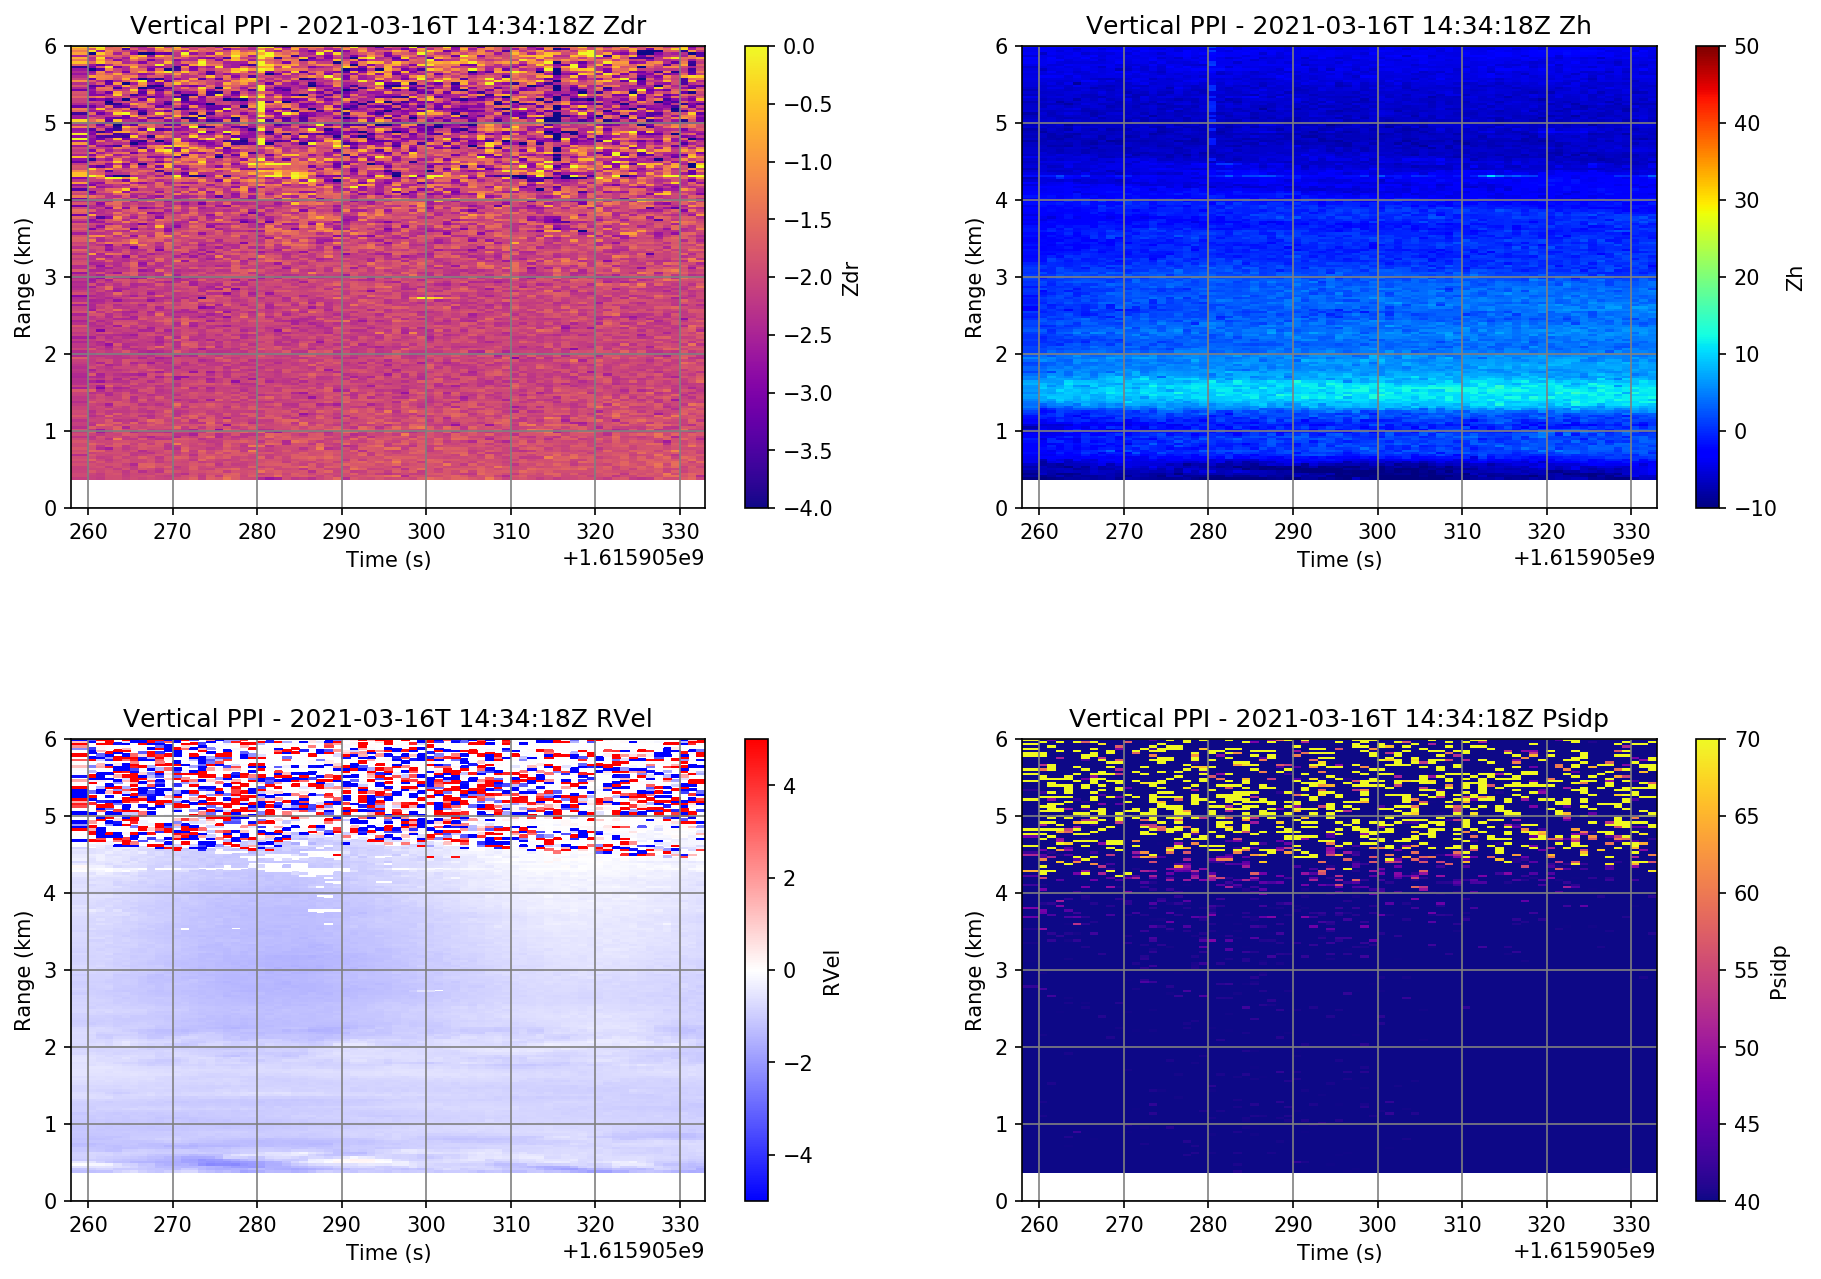 Vertical PPI - 2021-03-16T 14:34:18Z Zdr
6
5
4
3
2
1
0
Range (km)
260 270 280 290 300 310 320 330
Time (s)
+1.615905e9
0.0
−0.5
−1.0
−1.5
−2.0
−2.5
−3.0
−3.5
−4.0
Zdr
Vertical PPI - 2021-03-16T 14:34:18Z Zh
6
5
4
3
2
1
0
Range (km)
260 270 280 290 300 310 320 330
Time (s)
+1.615905e9
50
40
30
20
10
0
−10
Zh
Vertical PPI - 2021-03-16T 14:34:18Z RVel
6
5
4
3
2
1
0
Range (km)
260 270 280 290 300 310 320 330
Time (s)
+1.615905e9
4
2
0
−2
−4
RVel
Vertical PPI - 2021-03-16T 14:34:18Z Psidp
6
5
4
3
2
1
0
Range (km)
260 270 280 290 300 310 320 330
Time (s)
+1.615905e9
70
65
60
55
50
45
40
Psidp